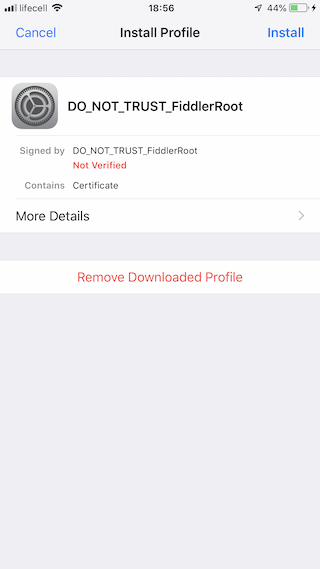 lifecell 18:56 44%
Cancel Install Profile Install
DO_NOT_TRUST_FiddlerRoot
Signed by DO_NOT_TRUST_FiddlerRoot
Not Verified
Contains Certificate
More Details
Remove Downloaded Profile